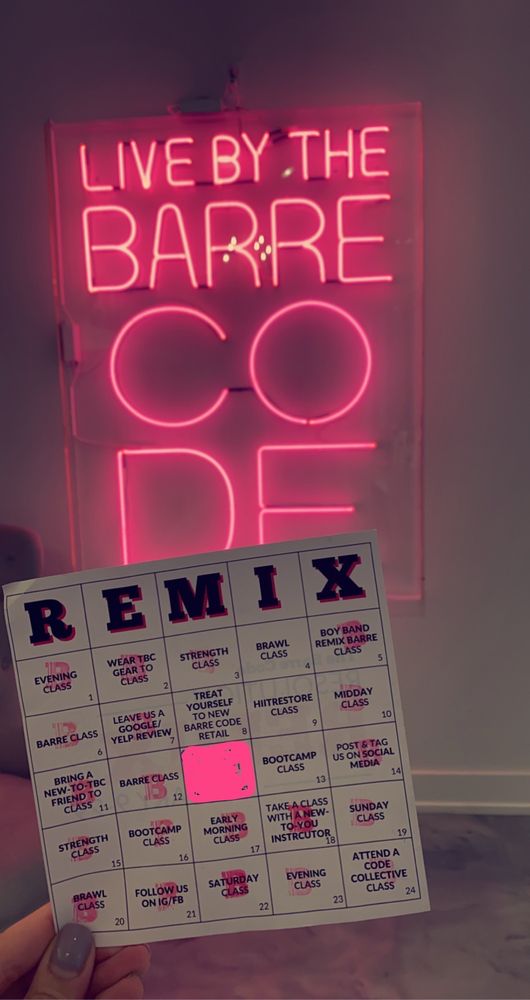 LIVE BY THE
BARRE
CO
DE
R E M I X
EVENING
CLASS
1
WEAR TBC
GEAR TO
CLASS
2
STRENGTH
CLASS
3
BRAWL
CLASS
BOY BAND
REMIX BARRE
CLASS
5
BARRE CLASS
6
LEAVE US A
GOOGLE/
YELP REVIEW
7
TREAT
YOURSELF
TO NEW
BARRE CODE
RETAIL
8
HIITRESTORE
CLASS
9
MIDDAY
CLASS
10
BRING A
NEW-TO-TBC
FRIEND TO
CLASS
11
BARRE CLASS
12
BOOTCAMP
CLASS
13
POST & TAG
US ON SOCIAL
MEDIA
14
STRENGTH
CLASS
15
BOOTCAMP
CLASS
16
EARLY
MORNING
CLASS
17
TAKE A CLASS
WITH A NEW-
TO-YOU
INSTRCUTOR
18
SUNDAY
CLASS
19
BRAWL
CLASS
20
FOLLOW US
ON IG/FB
21
SATURDAY
CLASS
22
EVENING
CLASS
23
ATTEND A
CODE
COLLECTIVE
CLASS
24